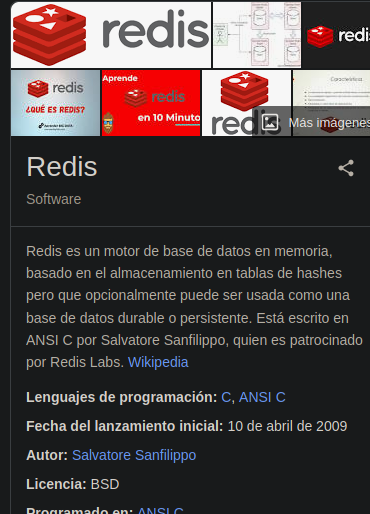 redis
redis
redis
¿QUÉ ES REDIS?
Aprende
redis
en 10 Minuto
redis
Característica
Más imágenes
Redis
Software
Redis es un motor de base de datos en memoria,
basado en el almacenamiento en tablas de hashes
pero que opcionalmente puede ser usada como una
base de datos durable o persistente. Está escrito en
ANSI C por Salvatore Sanfilippo, quien es patrocinado
por Redis Labs. Wikipedia
Lenguajes de programación: C, ANSI C
Fecha del lanzamiento inicial: 10 de abril de 2009
Autor: Salvatore Sanfilippo
Licencia: BSD
Programado en: ANSI C